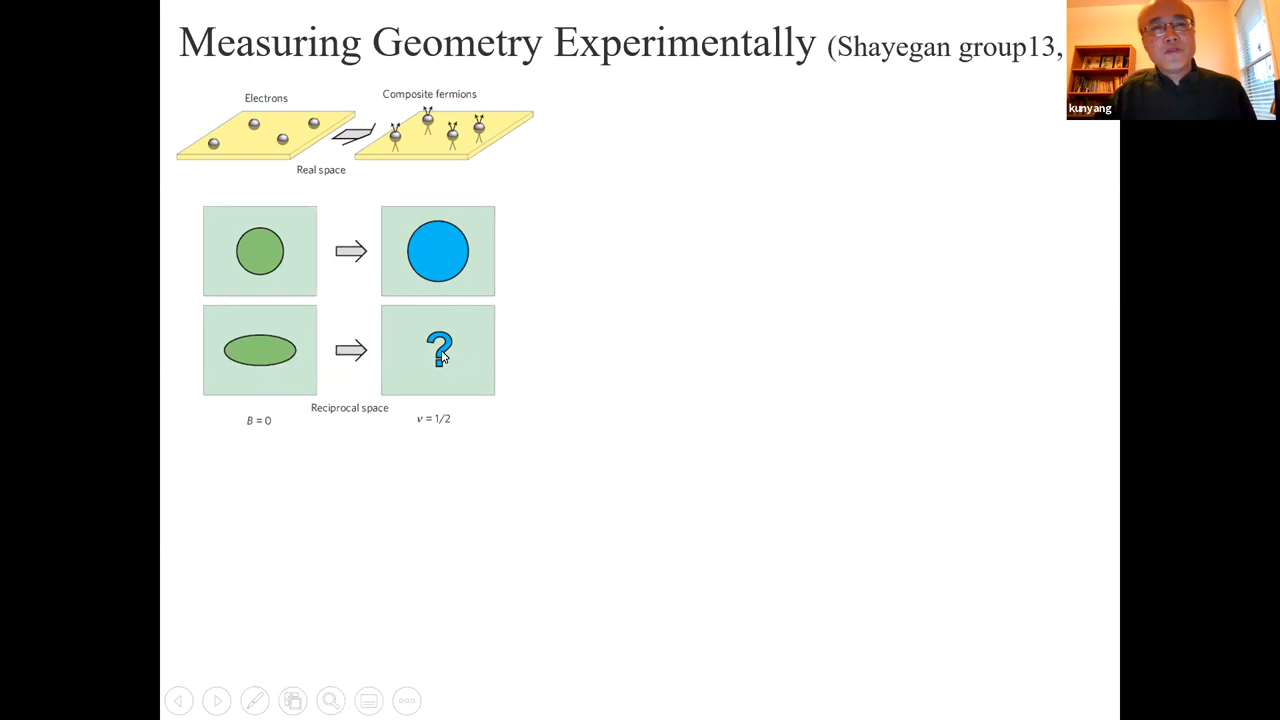 Measuring Geometry Experimentally (Shayegan group13,
kunyang
Electrons
Composite fermions
Real space
?
Reciprocal space
B = 0
ν = 1/2